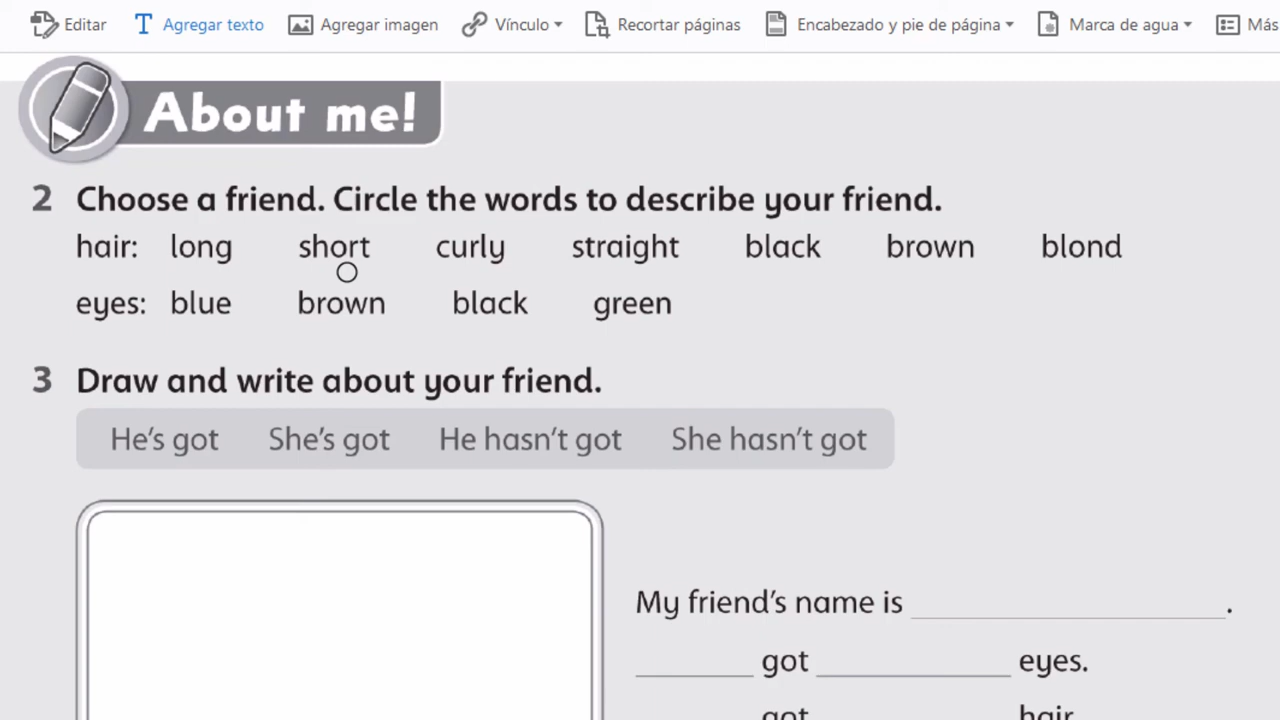 Editar Agregar texto Agregar imagen Vínculo Recortar páginas Encabezado y pie de página Marca de agua Más
About me!
2 Choose a friend. Circle the words to describe your friend.
hair: long short curly straight black brown blond
eyes: blue brown black green
3 Draw and write about your friend.
He's got She's got He hasn't got She hasn't got
My friend's name is ____________________.
________ got ____________ eyes.
got hair